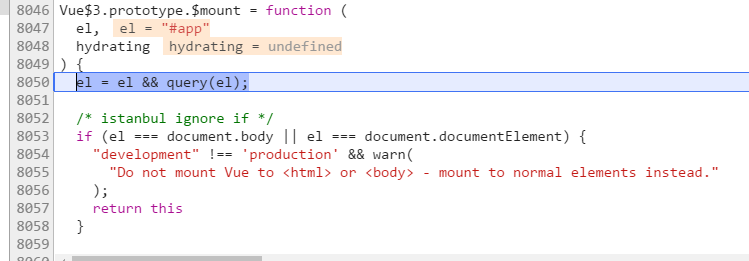 8046 Vue$3.prototype.$mount = function (
8047   el,  el = "#app"
8048   hydrating  hydrating = undefined
8049 ) {
8050   el = el && query(el);
8051
8052   /* istanbul ignore if */
8053   if (el === document.body || el === document.documentElement) {
8054     "development" !== 'production' && warn(
8055       "Do not mount Vue to <html> or <body> - mount to normal elements instead."
8056     );
8057     return this
8058   }
8059